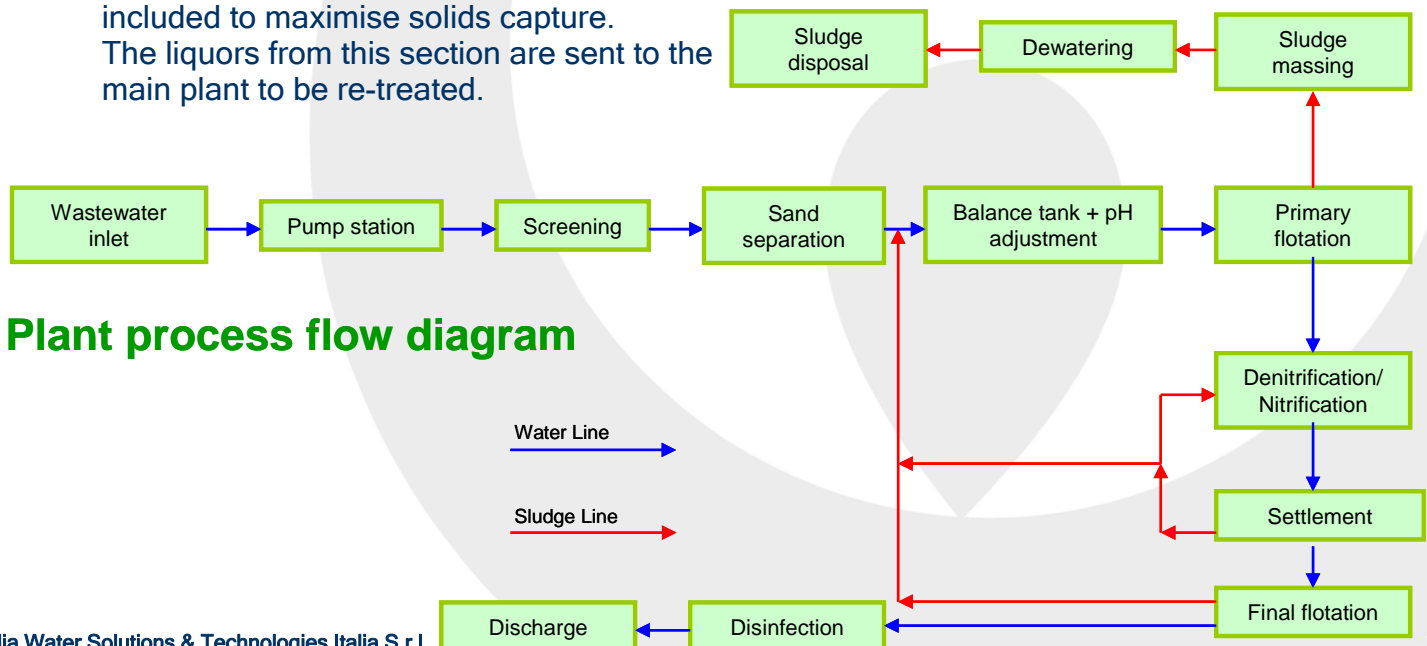 included to maximise solids capture.
The liquors from this section are sent to the
main plant to be re-treated.
Sludge
disposal
Dewatering
Sludge
massing
Wastewater
inlet
Pump station
Screening
Sand
separation
Balance tank + pH
adjustment
Primary
flotation
Plant process flow diagram
Denitrification/
Nitrification
Water Line
Sludge Line
Settlement
Final flotation
Disinfection
Discharge
Water Solutions & Technologies Italia S.r.l.